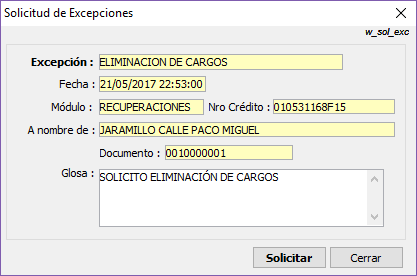 Solicitud de Excepciones
w_sol_exc
Excepción : ELIMINACION DE CARGOS
Fecha : 21/05/2017 22:53:00
Módulo : RECUPERACIONES Nro Crédito : 010531168F15
A nombre de : JARAMILLO CALLE PACO MIGUEL
Documento : 0010000001
Glosa : SOLICITO ELIMINACIÓN DE CARGOS
Solicitar Cerrar